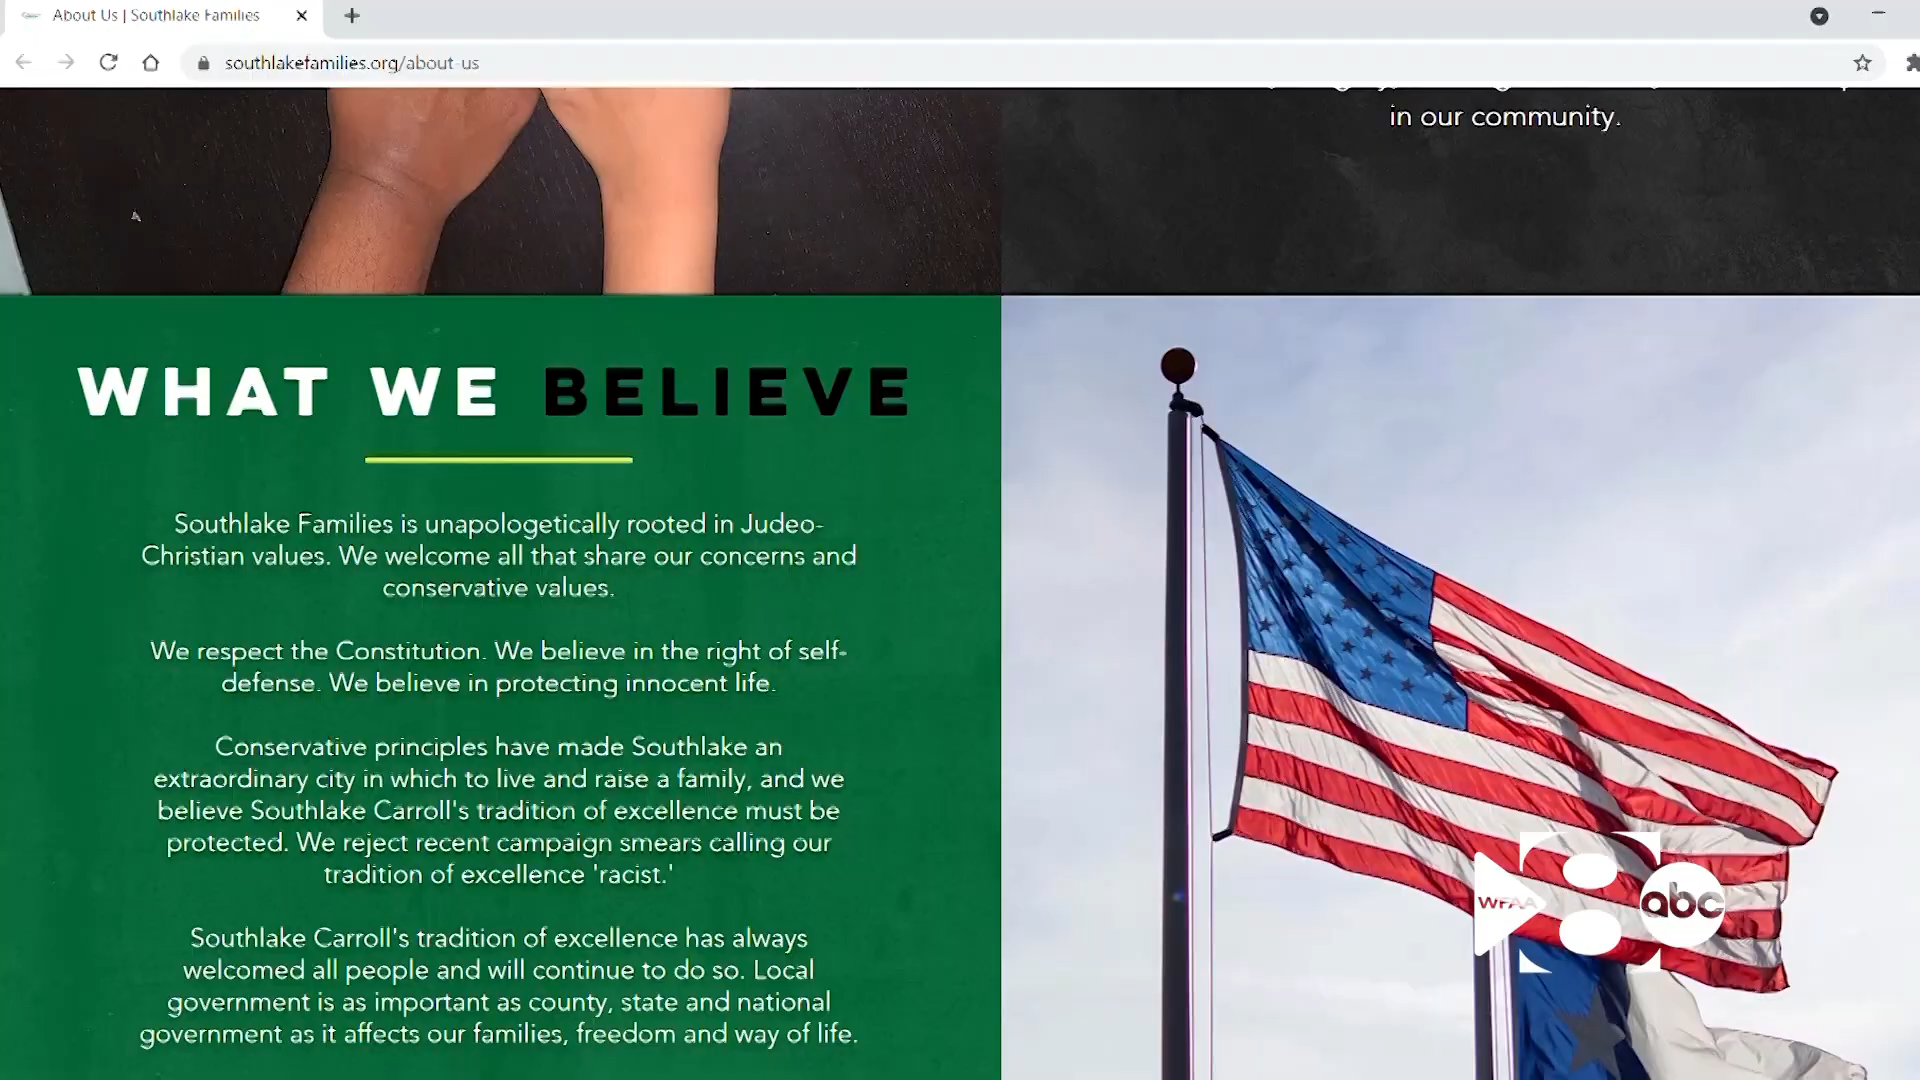 About Us | Southlake Families
southlakefamilies.org/about-us
in our community.
WHAT WE BELIEVE
Southlake Families is unapologetically rooted in Judeo-
Christian values. We welcome all that share our concerns and
conservative values.
We respect the Constitution. We believe in the right of self-
defense. We believe in protecting innocent life.
Conservative principles have made Southlake an
extraordinary city in which to live and raise a family, and we
believe Southlake Carroll's tradition of excellence must be
protected. We reject recent campaign smears calling our
tradition of excellence 'racist.'
Southlake Carroll's tradition of excellence has always
welcomed all people and will continue to do so. Local
government is as important as county, state and national
government as it affects our families, freedom and way of life.
WFAA 8 abc